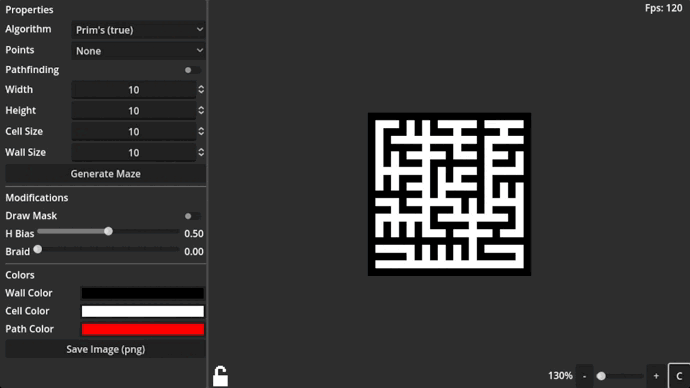 Properties
Fps: 120
Algorithm Prim's (true)
Points None
Pathfinding
Width 10
Height 10
Cell Size 10
Wall Size 10
Generate Maze
Modifications
Draw Mask
H Bias 0.50
Braid 0.00
Colors
Wall Color
Cell Color
Path Color
Save Image (png)
130% - + C